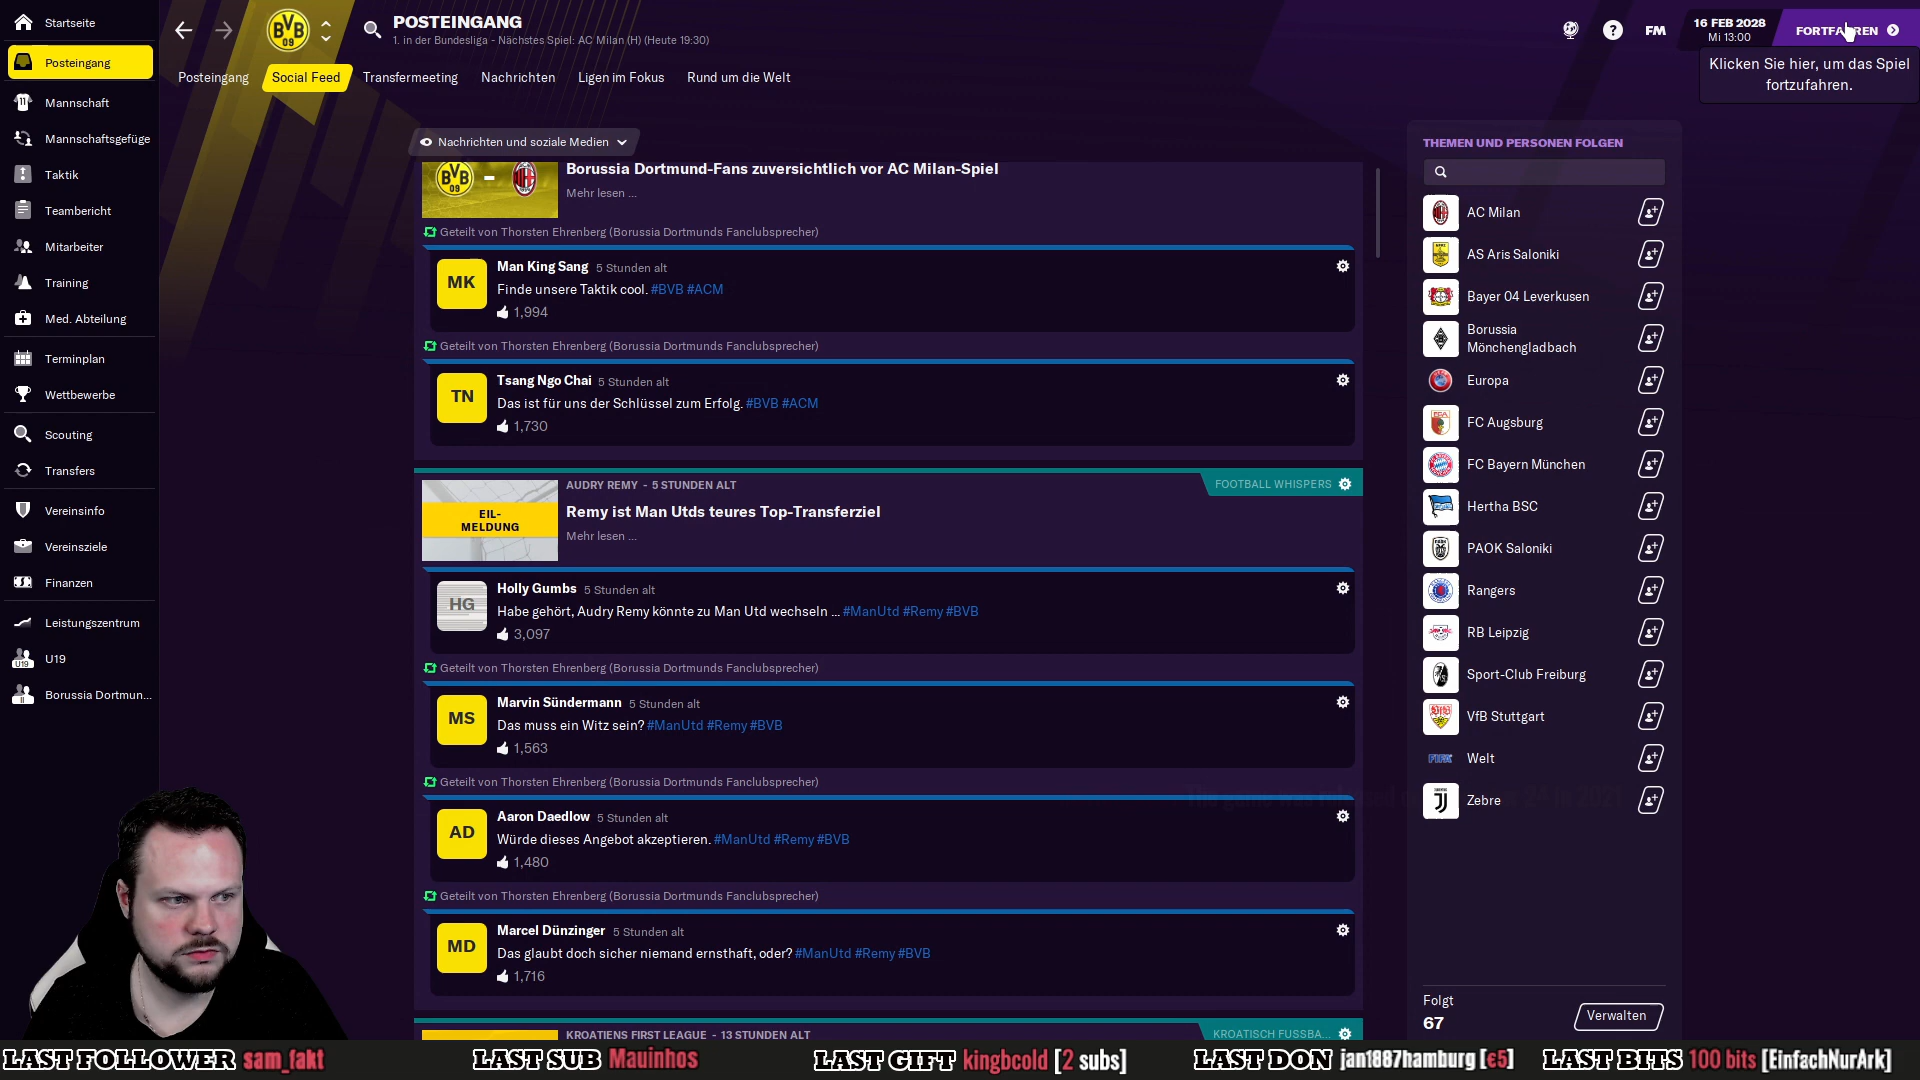 Startseite
Posteingang
Mannschaft
Mannschaftsgefüge
Taktik
Teambericht
Mitarbeiter
Training
Med. Abteilung
Terminplan
Wettbewerbe
Scouting
Transfers
Vereinsinfo
Vereinsziele
Finanzen
Leistungszentrum
U19
Borussia Dortmun...
POSTEINGANG
1. in der Bundesliga - Nächstes Spiel: AC Milan (H) (Heute 19:30)
FM
16 FEB 2028
Mi 13:00
FORTFAHREN
Klicken Sie hier, um das Spiel
fortzufahren.
Posteingang
Social Feed
Transfermeeting
Nachrichten
Ligen im Fokus
Rund um die Welt
Nachrichten und soziale Medien
BVB
09
Borussia Dortmund-Fans zuversichtlich vor AC Milan-Spiel
Mehr lesen ...
Geteilt von Thorsten Ehrenberg (Borussia Dortmunds Fanclubsprecher)
MK
Man King Sang 5 Stunden alt
Finde unsere Taktik cool. #BVB #ACM
1,994
Geteilt von Thorsten Ehrenberg (Borussia Dortmunds Fanclubsprecher)
TN
Tsang Ngo Chai 5 Stunden alt
Das ist für uns der Schlüssel zum Erfolg. #BVB #ACM
1,730
AUDRY REMY - 5 STUNDEN ALT
FOOTBALL WHISPERS
EIL-
MELDUNG
Remy ist Man Utds teures Top-Transferziel
Mehr lesen ...
HG
Holly Gumbs 5 Stunden alt
Habe gehört, Audry Remy könnte zu Man Utd wechseln ... #ManUtd #Remy #BVB
3,097
Geteilt von Thorsten Ehrenberg (Borussia Dortmunds Fanclubsprecher)
MS
Marvin Sündermann 5 Stunden alt
Das muss ein Witz sein? #ManUtd #Remy #BVB
1,563
Geteilt von Thorsten Ehrenberg (Borussia Dortmunds Fanclubsprecher)
AD
Aaron Daedlow 5 Stunden alt
Würde dieses Angebot akzeptieren. #ManUtd #Remy #BVB
1,480
Geteilt von Thorsten Ehrenberg (Borussia Dortmunds Fanclubsprecher)
MD
Marcel Dünzinger 5 Stunden alt
Das glaubt doch sicher niemand ernsthaft, oder? #ManUtd #Remy #BVB
1,716
KROATIENS FIRST LEAGUE - 13 STUNDEN ALT
KROATISCH FUSSBA...
THEMEN UND PERSONEN FOLGEN
AC Milan
AS Aris Saloniki
Bayer 04 Leverkusen
Borussia
Mönchengladbach
Europa
FC Augsburg
FC Bayern München
Hertha BSC
PAOK Saloniki
Rangers
RB Leipzig
Sport-Club Freiburg
VfB Stuttgart
Welt
Zebre
Folgt
67
Verwalten
LAST FOLLOWER sam_fakt
LAST SUB Mauinhos
LAST GIFT kingbcold [2 subs]
LAST DON jan1887hamburg [€5]
LAST BITS 100 bits [EinfachNurArk]